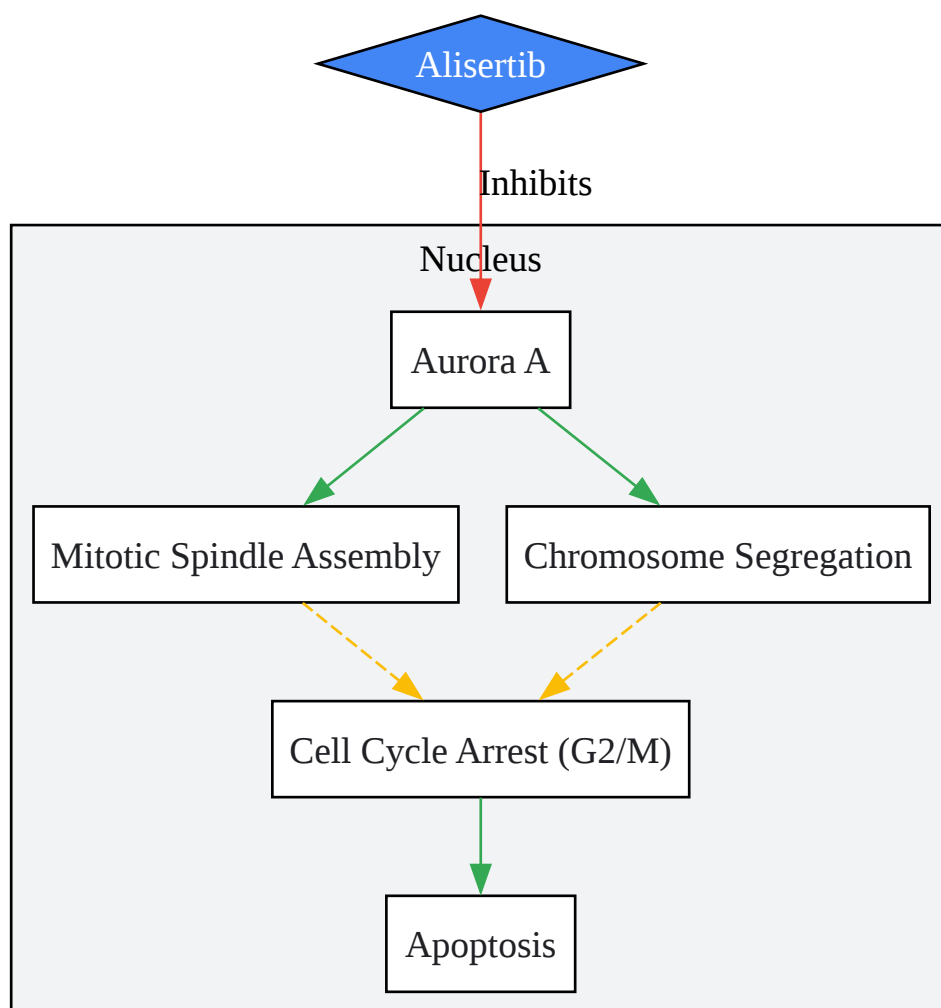 Alisertib
Inhibits
Nucleus
Aurora A
Mitotic Spindle Assembly
Chromosome Segregation
Cell Cycle Arrest (G2/M)
Apoptosis